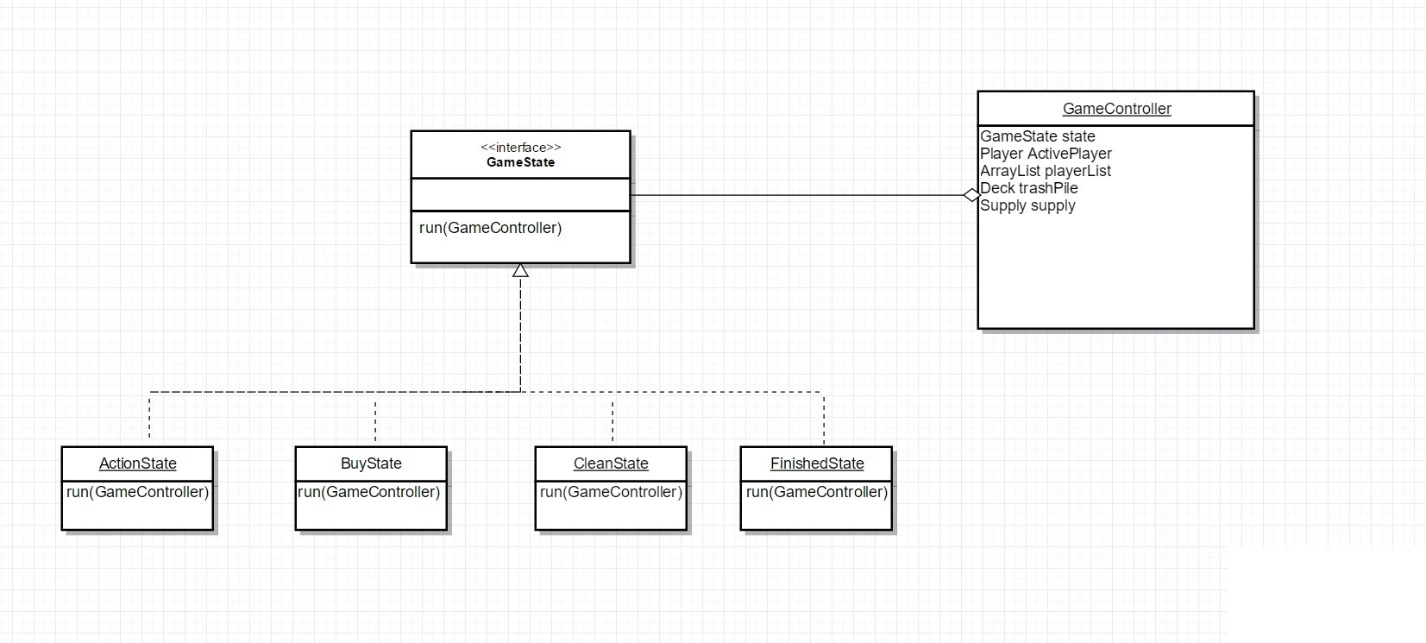 <<interface>>
GameState
run(GameController)
GameController
GameState state
Player ActivePlayer
ArrayList playerList
Deck trashPile
Supply supply
ActionState
run(GameController)
BuyState
run(GameController)
CleanState
run(GameController)
FinishedState
run(GameController)